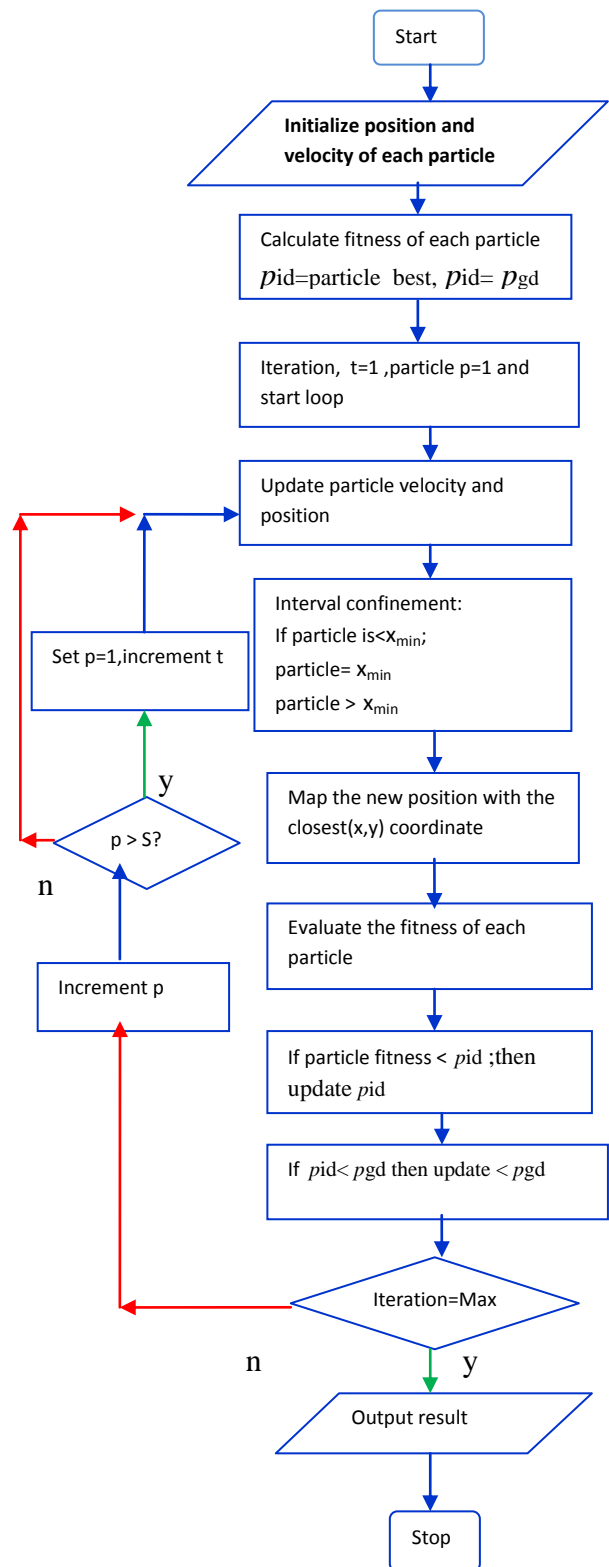 Start
Initialize position and
velocity of each particle
Calculate fitness of each particle
pid=particle best, pid= pgd
Iteration, t=1 ,particle p=1 and
start loop
Update particle velocity and
position
Interval confinement:
If particle is<xmin;
particle= xmin
particle > xmin
Set p=1,increment t
y
Map the new position with the
closest(x,y) coordinate
p > S?
n
Evaluate the fitness of each
particle
Increment p
If particle fitness < pid ;then
update pid
If pid< pgd then update < pgd
Iteration=Max
n
y
Output result
Stop